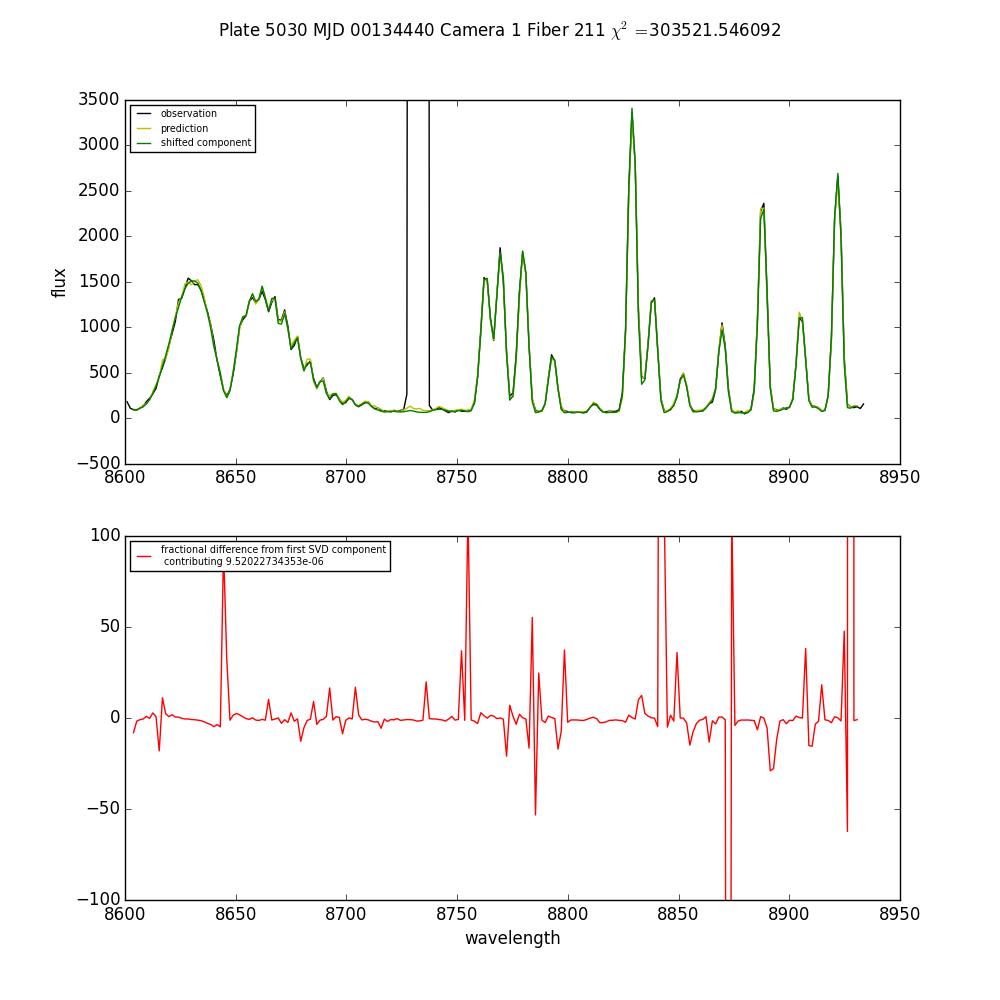 Plate 5030 MJD 00134440 Camera 1 Fiber 211 χ² =303521.546092
3500
3000
2500
2000
1500
1000
500
0
−500
flux
observation
prediction
shifted component
8600 8650 8700 8750 8800 8850 8900 8950
100
50
0
−50
−100
fractional difference from first SVD component
contributing 9.52022734353e-06
8600 8650 8700 8750 8800 8850 8900 8950
wavelength